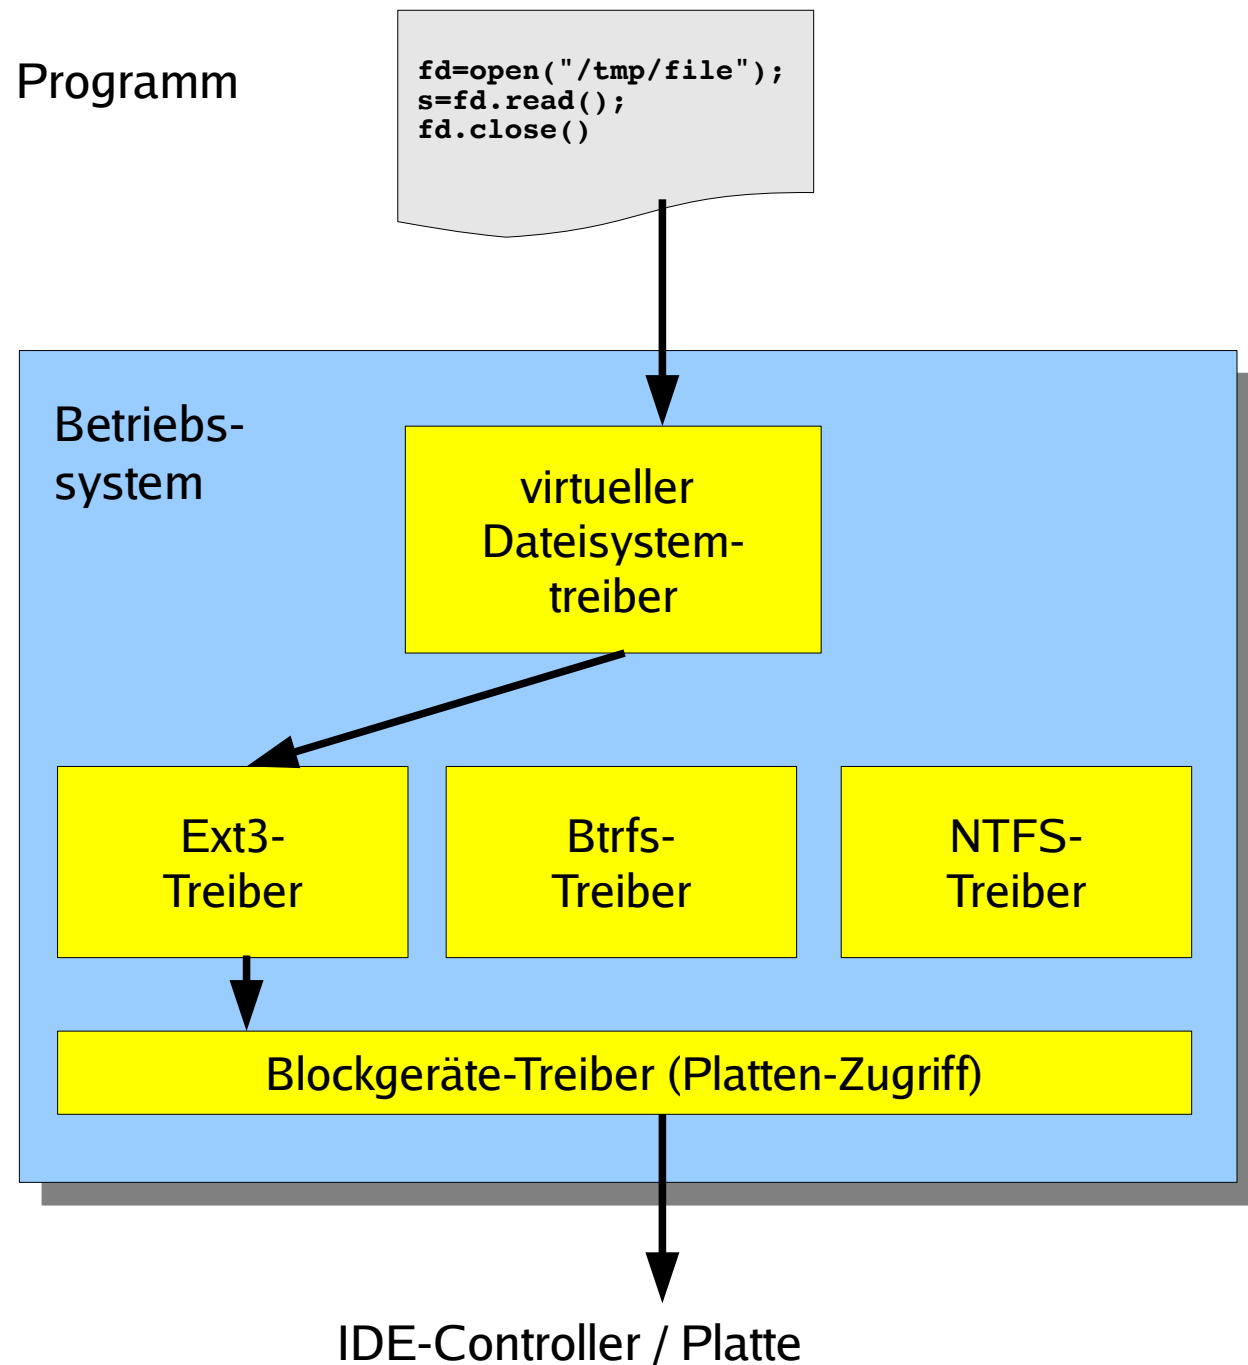 Programm
fd=open("/tmp/file");
s=fd.read();
fd.close()
Betriebs-
system
virtueller
Dateisystem-
treiber
Ext3-
Treiber
Btrfs-
Treiber
NTFS-
Treiber
Blockgeräte-Treiber (Platten-Zugriff)
IDE-Controller / Platte